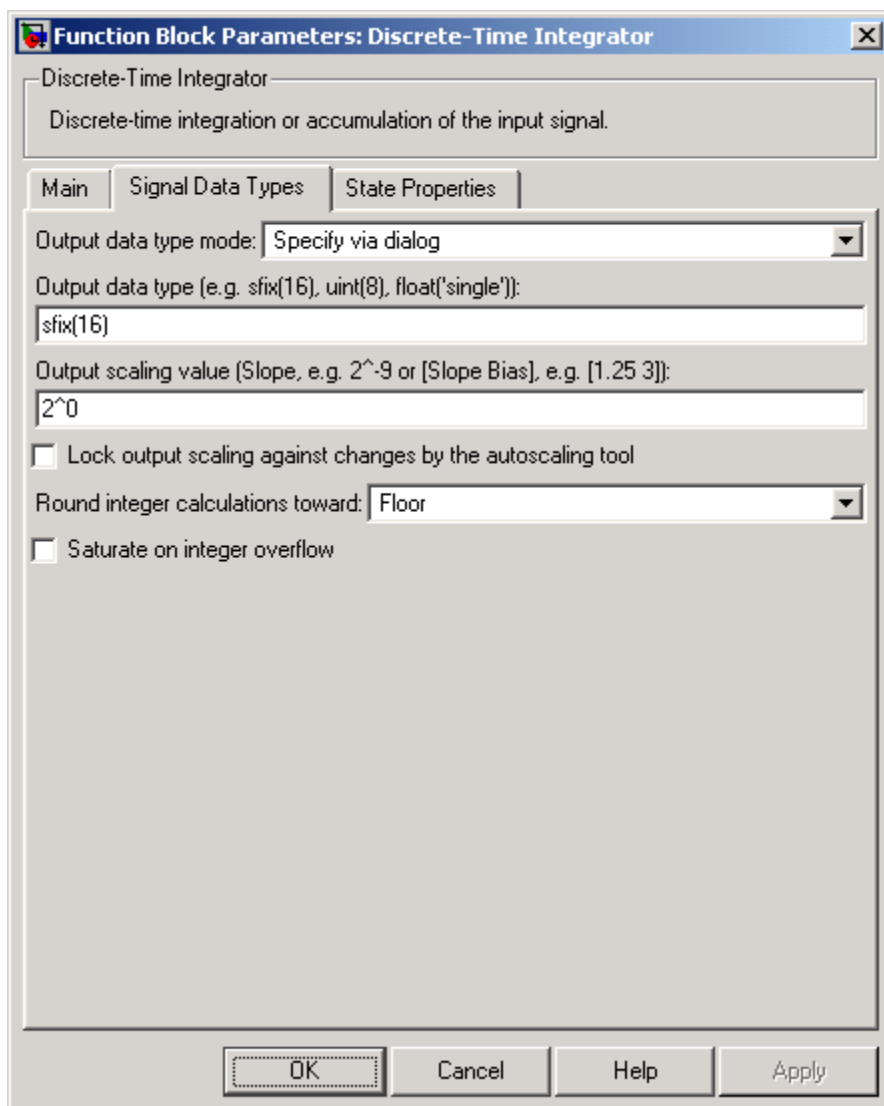 Function Block Parameters: Discrete-Time Integrator
Discrete-Time Integrator
Discrete-time integration or accumulation of the input signal.
Main Signal Data Types State Properties
Output data type mode: Specify via dialog
Output data type (e.g. sfix(16), uint(8), float('single')):
sfix(16)
Output scaling value (Slope, e.g. 2^-9 or [Slope Bias], e.g. [1.25 3]):
2^0
Lock output scaling against changes by the autoscaling tool
Round integer calculations toward: Floor
Saturate on integer overflow
OK Cancel Help Apply